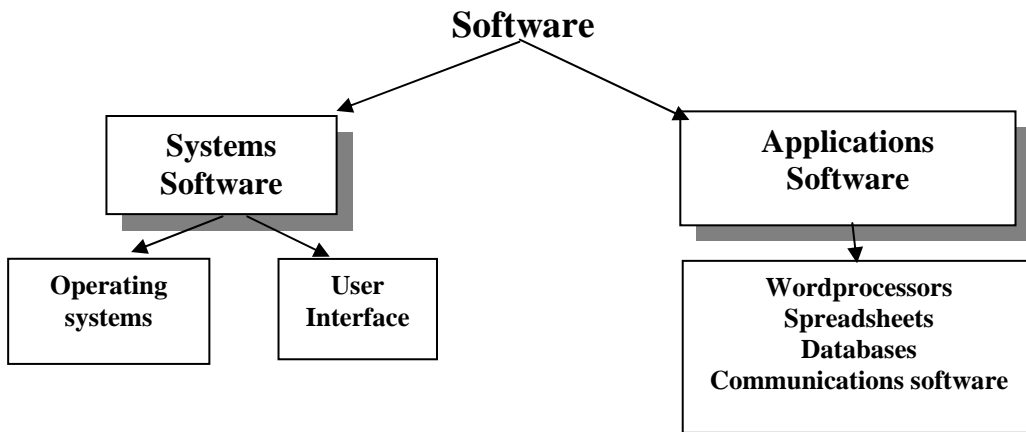 Software
Systems
Software
Applications
Software
Operating
systems
User
Interface
Wordprocessors
Spreadsheets
Databases
Communications software